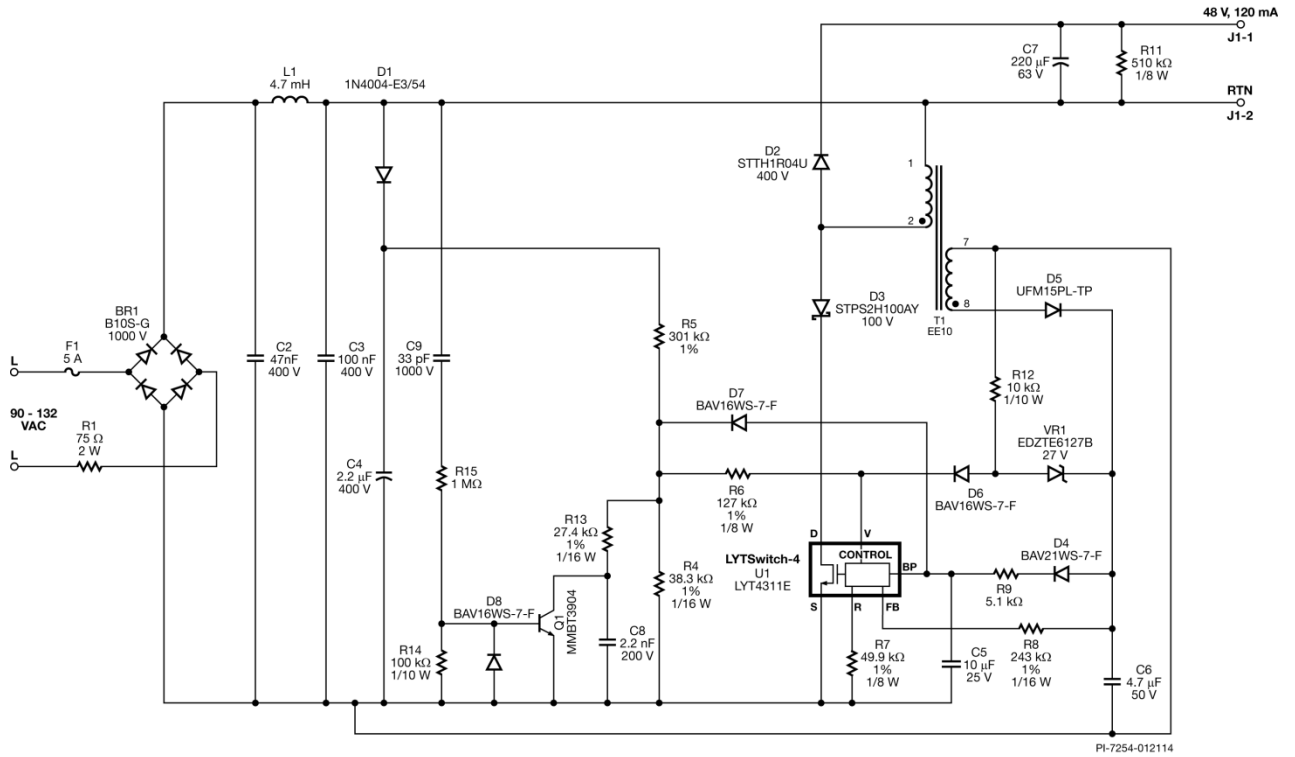 48 V, 120 mA
J1-1
C7
220 µF
63 V
R11
510 kΩ
1/8 W
RTN
J1-2
L1
4.7 mH
D1
1N4004-E3/54
D2
STTH1R04U
400 V
1
2
7
8
T1
EE10
D5
UFM15PL-TP
D3
STPS2H100AY
100 V
BR1
B10S-G
1000 V
F1
5 A
L
90 - 132
VAC
L
R1
75 Ω
2 W
C2
47nF
400 V
C3
100 nF
400 V
C9
33 pF
1000 V
R5
301 kΩ
1%
R12
10 kΩ
1/10 W
D7
BAV16WS-7-F
VR1
EDZTE6127B
27 V
C4
2.2 µF
400 V
R15
1 MΩ
R6
127 kΩ
1%
1/8 W
D6
BAV16WS-7-F
R13
27.4 kΩ
1%
1/16 W
R4
38.3 kΩ
1%
1/16 W
D
V
LYTSwitch-4
U1
LYT4311E
CONTROL
BP
S
R
FB
D4
BAV21WS-7-F
R9
5.1 kΩ
D8
BAV16WS-7-F
Q1
MMBT3904
C8
2.2 nF
200 V
R14
100 kΩ
1/10 W
R7
49.9 kΩ
1%
1/8 W
C5
10 µF
25 V
R8
243 kΩ
1%
1/16 W
C6
4.7 µF
50 V
PI-7254-012114